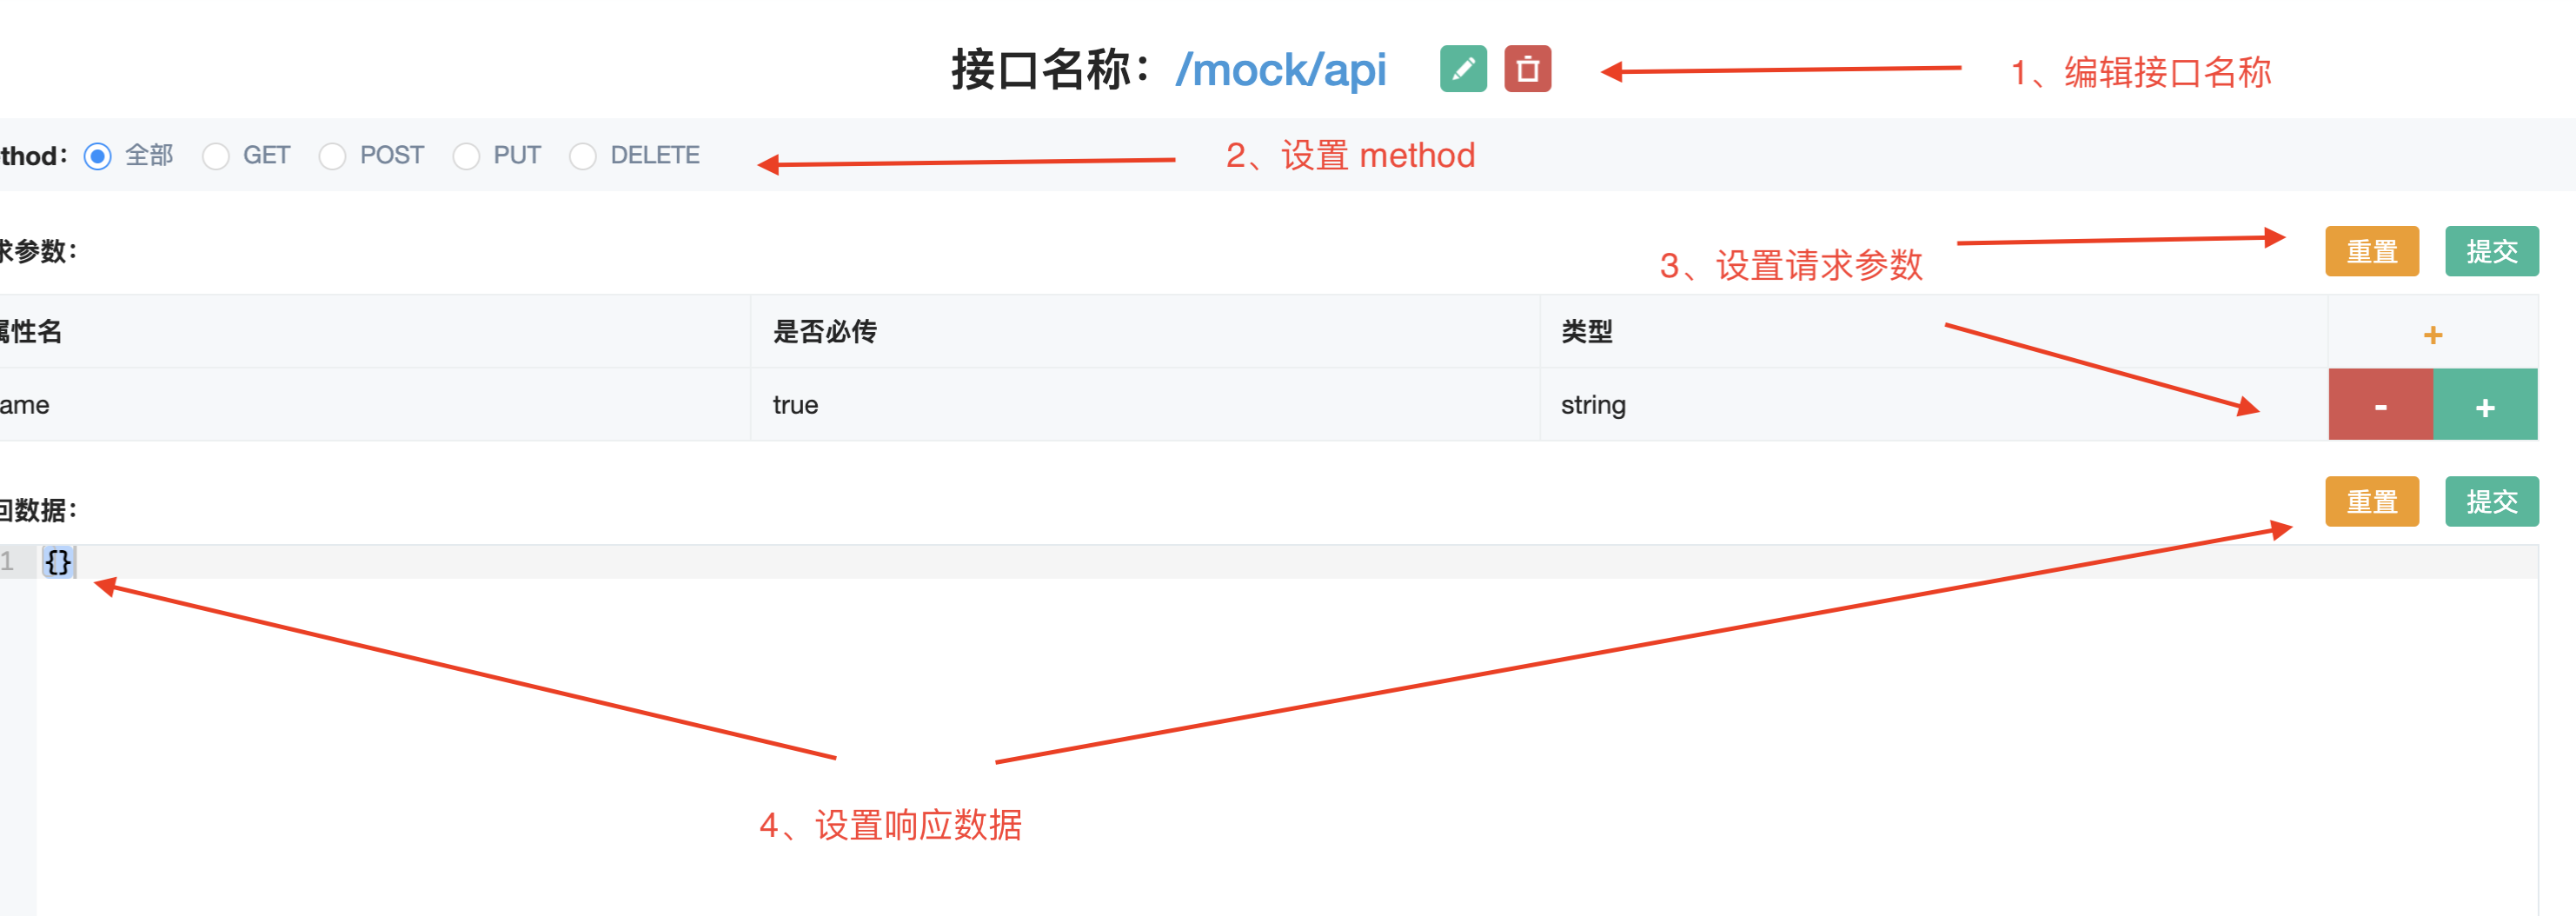 接口名称：/mock/api
1、编辑接口名称
thod： 全部 GET POST PUT DELETE
2、设置 method
求参数：
3、设置请求参数
重置 提交
属性名 是否必传 类型 +
ame true string - +
回数据：
重置 提交
1 {}
4、设置响应数据